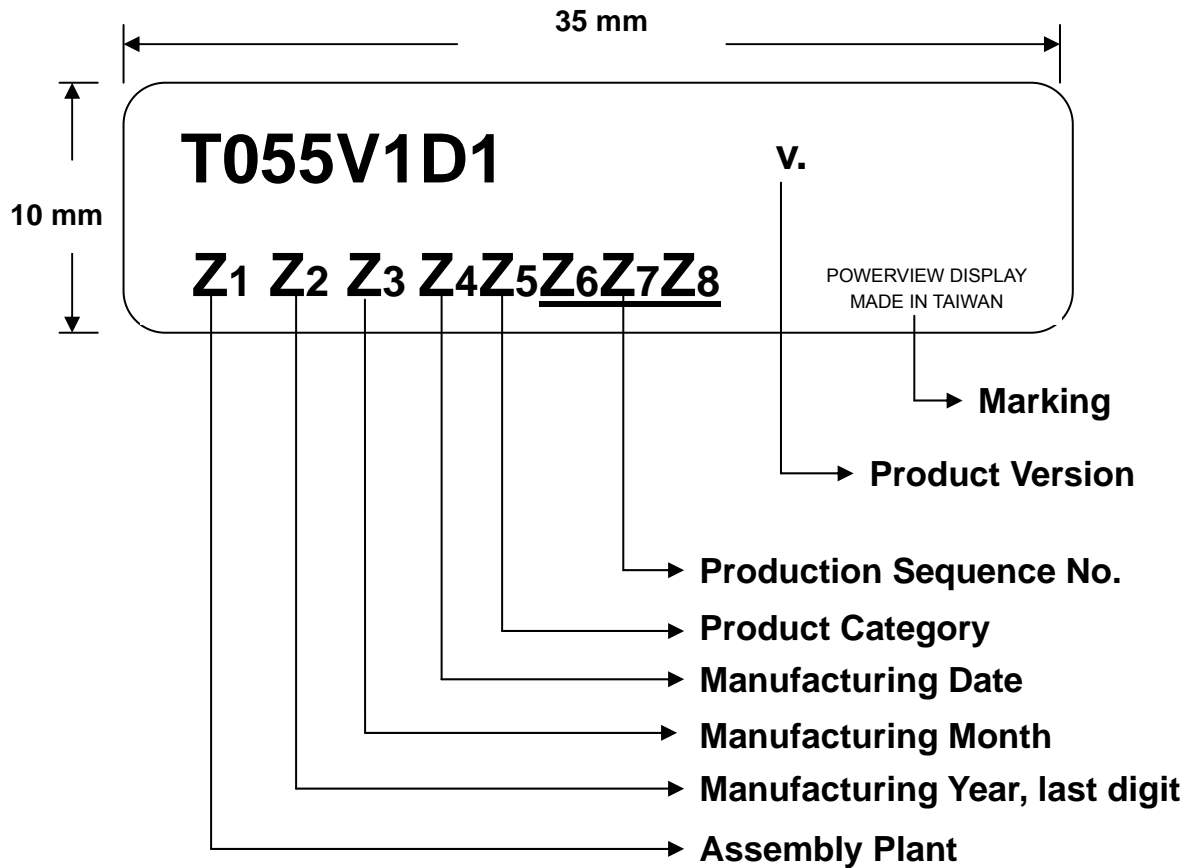 35 mm
T055V1D1 v.
10 mm
Z1 Z2 Z3 Z4Z5Z6Z7Z8
POWERVIEW DISPLAY
MADE IN TAIWAN
Marking
Product Version
Production Sequence No.
Product Category
Manufacturing Date
Manufacturing Month
Manufacturing Year, last digit
Assembly Plant